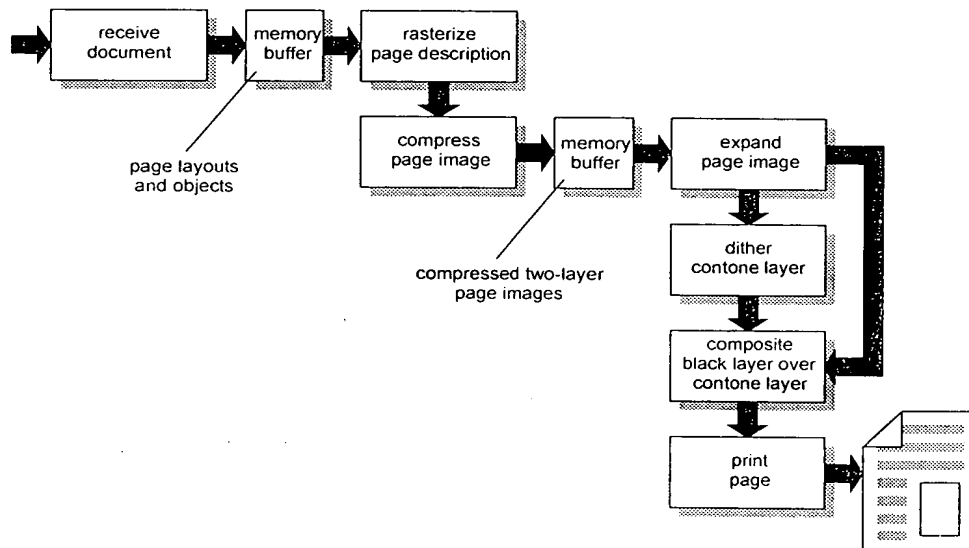 receive
document
memory
buffer
rasterize
page description
page layouts
and objects
compress
page image
memory
buffer
expand
page image
compressed two-layer
page images
dither
contone layer
composite
black layer over
contone layer
print
page